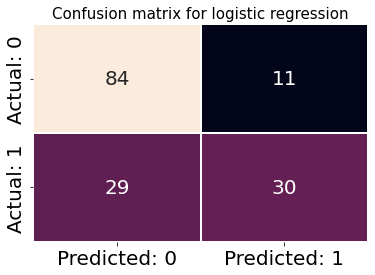 Confusion matrix for logistic regression
Actual: 0
84
11
Actual: 1
29
30
Predicted: 0
Predicted: 1